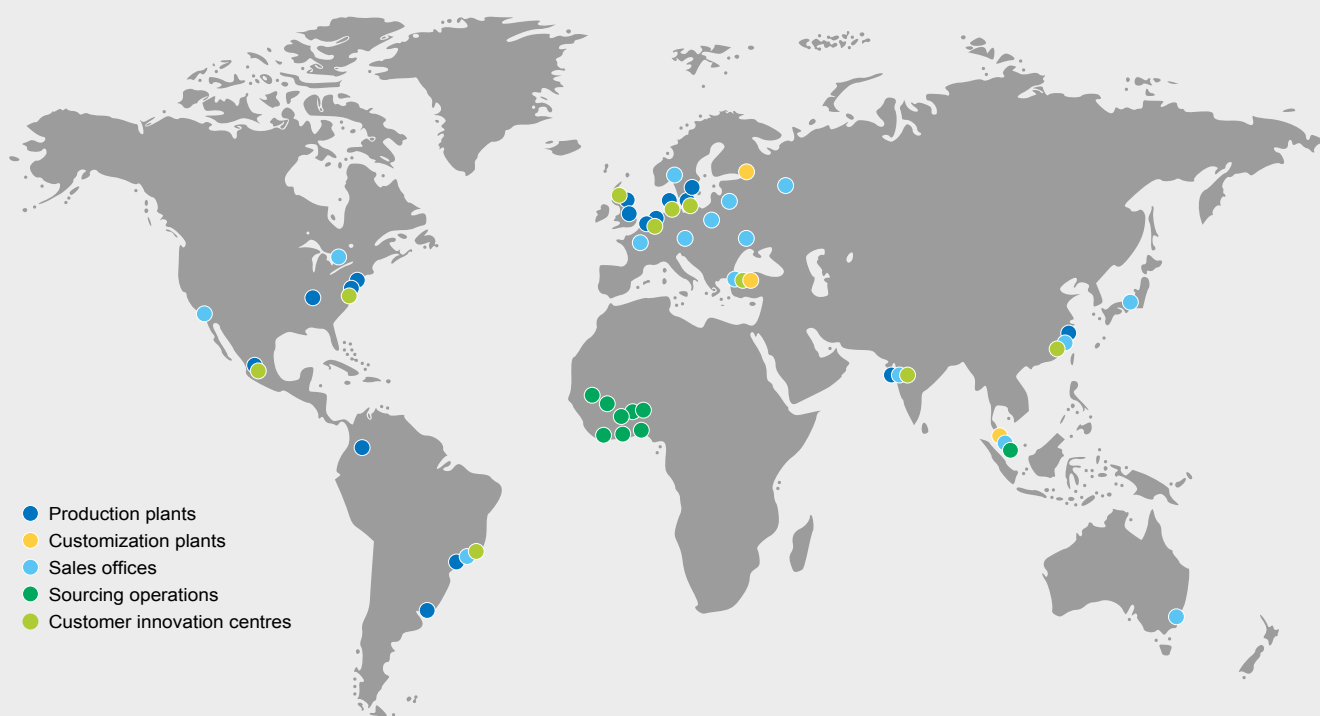 Production plants
Customization plants
Sales offices
Sourcing operations
Customer innovation centres